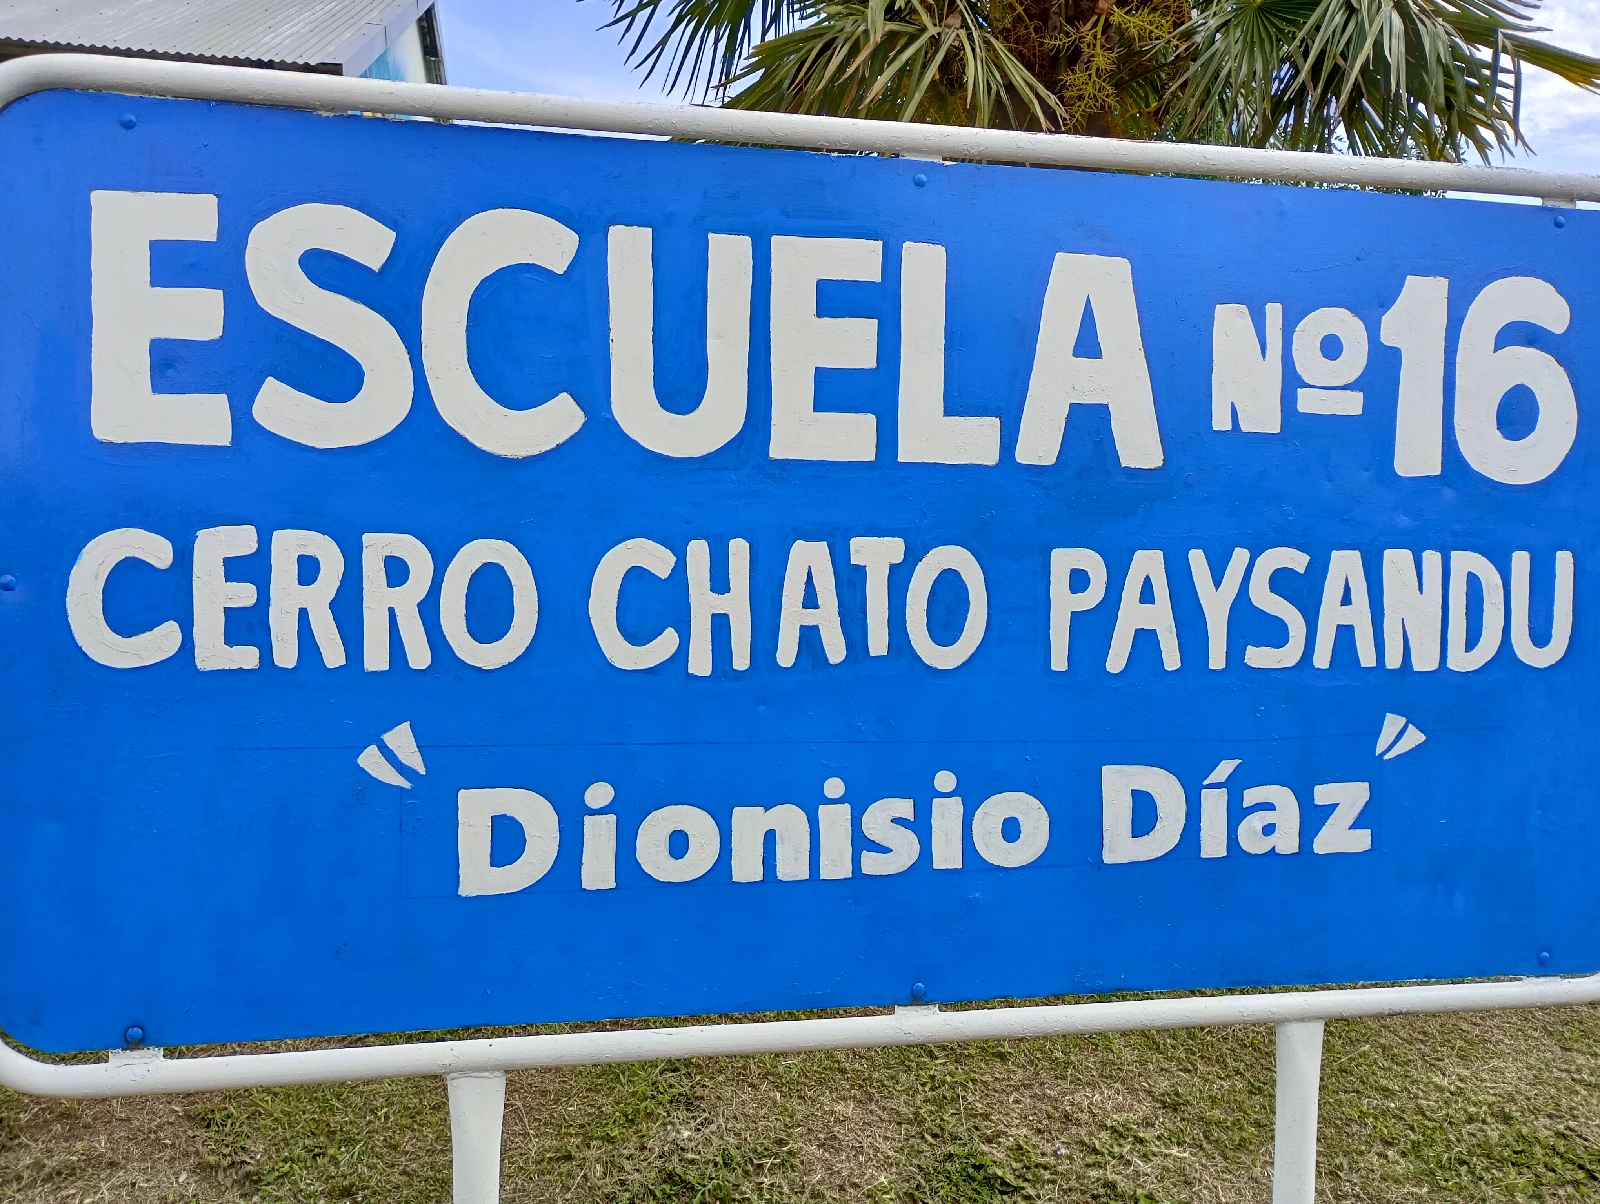 ESCUELA Nº16
CERRO CHATO PAYSANDU
"Dionisio Díaz"